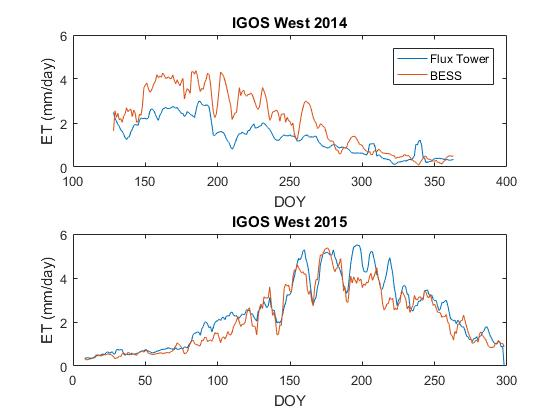 IGOS West 2014
6
4
2
0
ET (mm/day)
Flux Tower
BESS
100 150 200 250 300 350 400
DOY
IGOS West 2015
6
4
2
0
ET (mm/day)
0 50 100 150 200 250 300
DOY